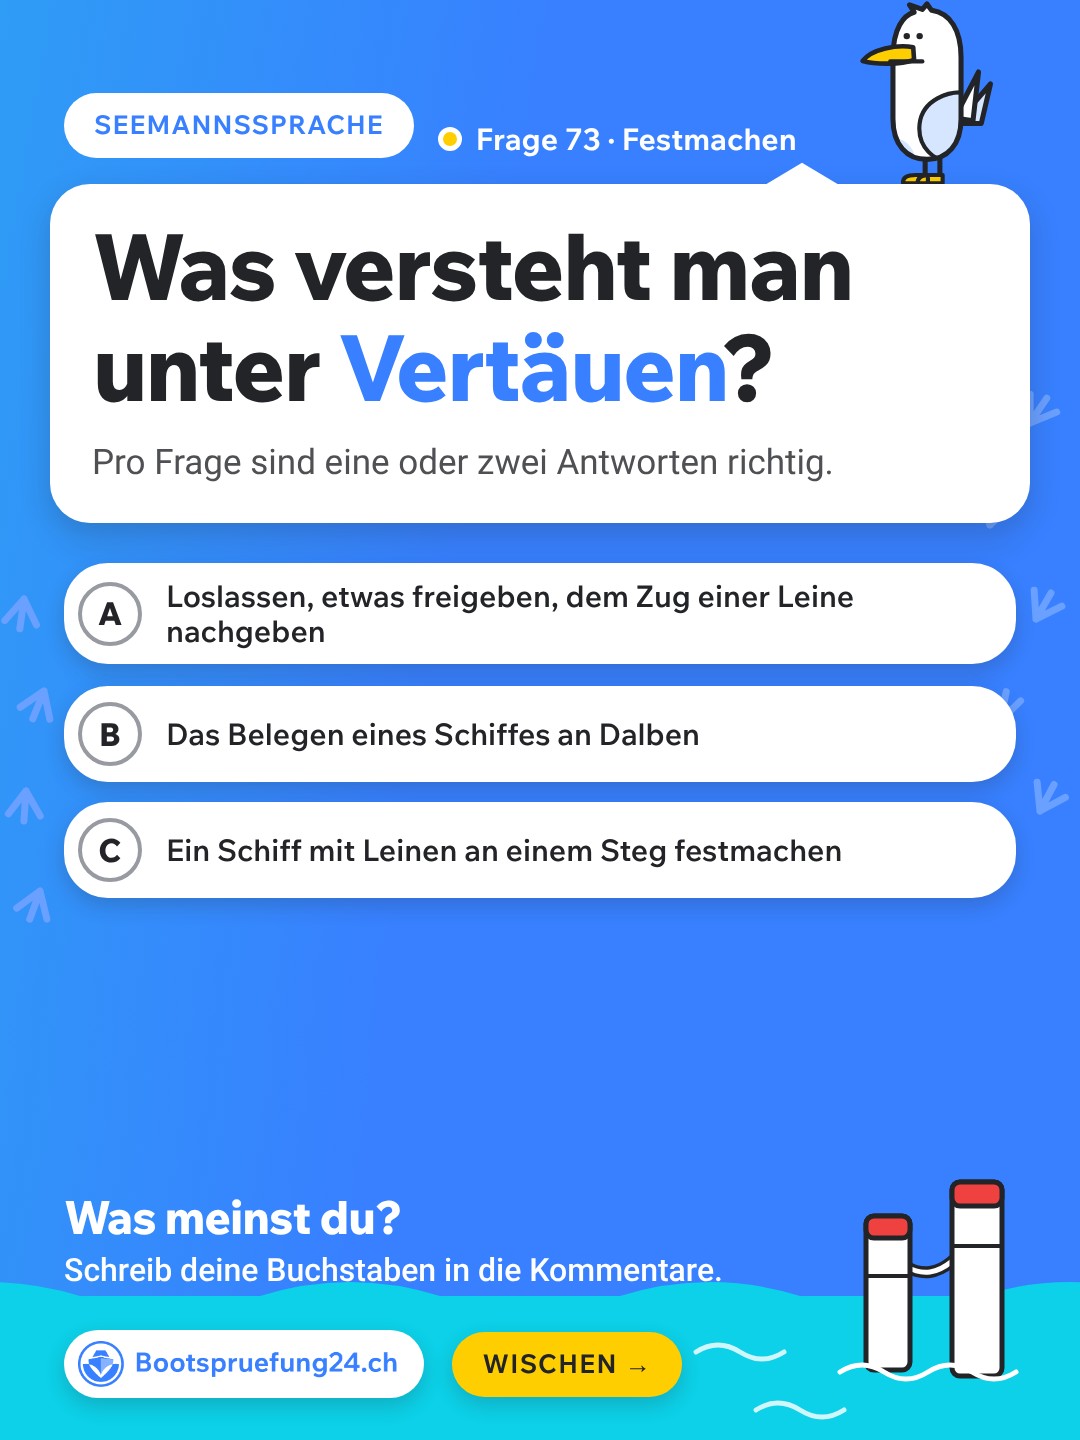 SEEMANNSSPRACHE
Frage 73 · Festmachen
Was versteht man
unter Vertäuen?
Pro Frage sind eine oder zwei Antworten richtig.
A
Loslassen, etwas freigeben, dem Zug einer Leine
nachgeben
B
Das Belegen eines Schiffes an Dalben
C
Ein Schiff mit Leinen an einem Steg festmachen
Was meinst du?
Schreib deine Buchstaben in die Kommentare.
Bootspruefung24.ch
WISCHEN →